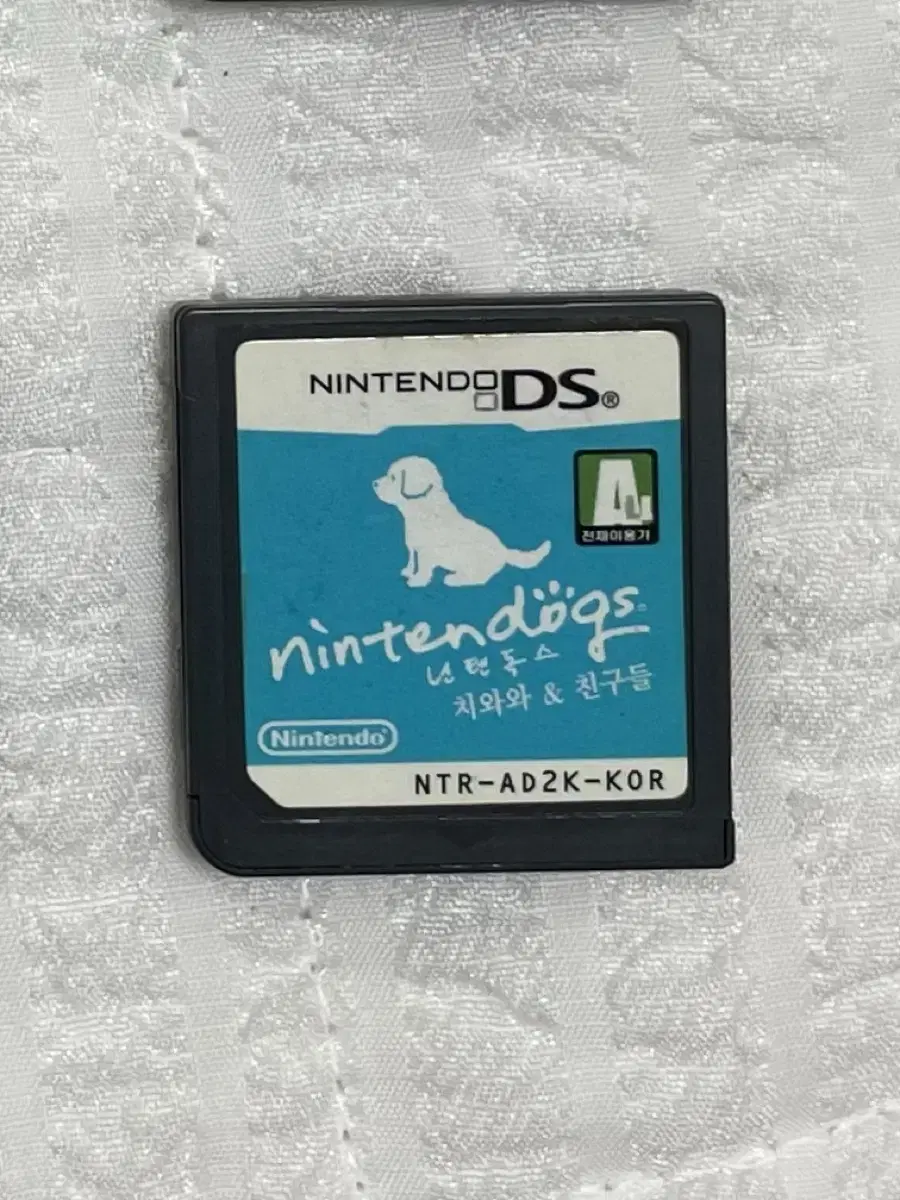 NINTENDO DS®
A
전체이용가
nintendogs
닌텐독스
치와와 & 친구들
Nintendo®
NTR-AD2K-KOR